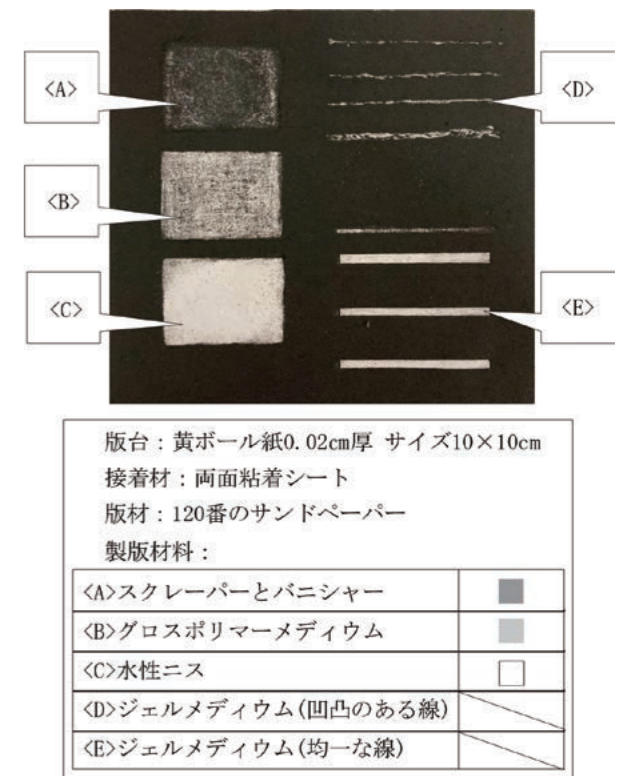 <A>
<B>
<C>
<D>
<E>
版台：黄ボール紙0.02cm厚 サイズ10×10cm
接着材：両面粘着シート
版材：120番のサンドペーパー
製版材料：
<A>スクレーパーとバニシャー
<B>グロスポリマーメディウム
<C>水性ニス
<D>ジェルメディウム(凹凸のある線)
<E>ジェルメディウム(均一な線)